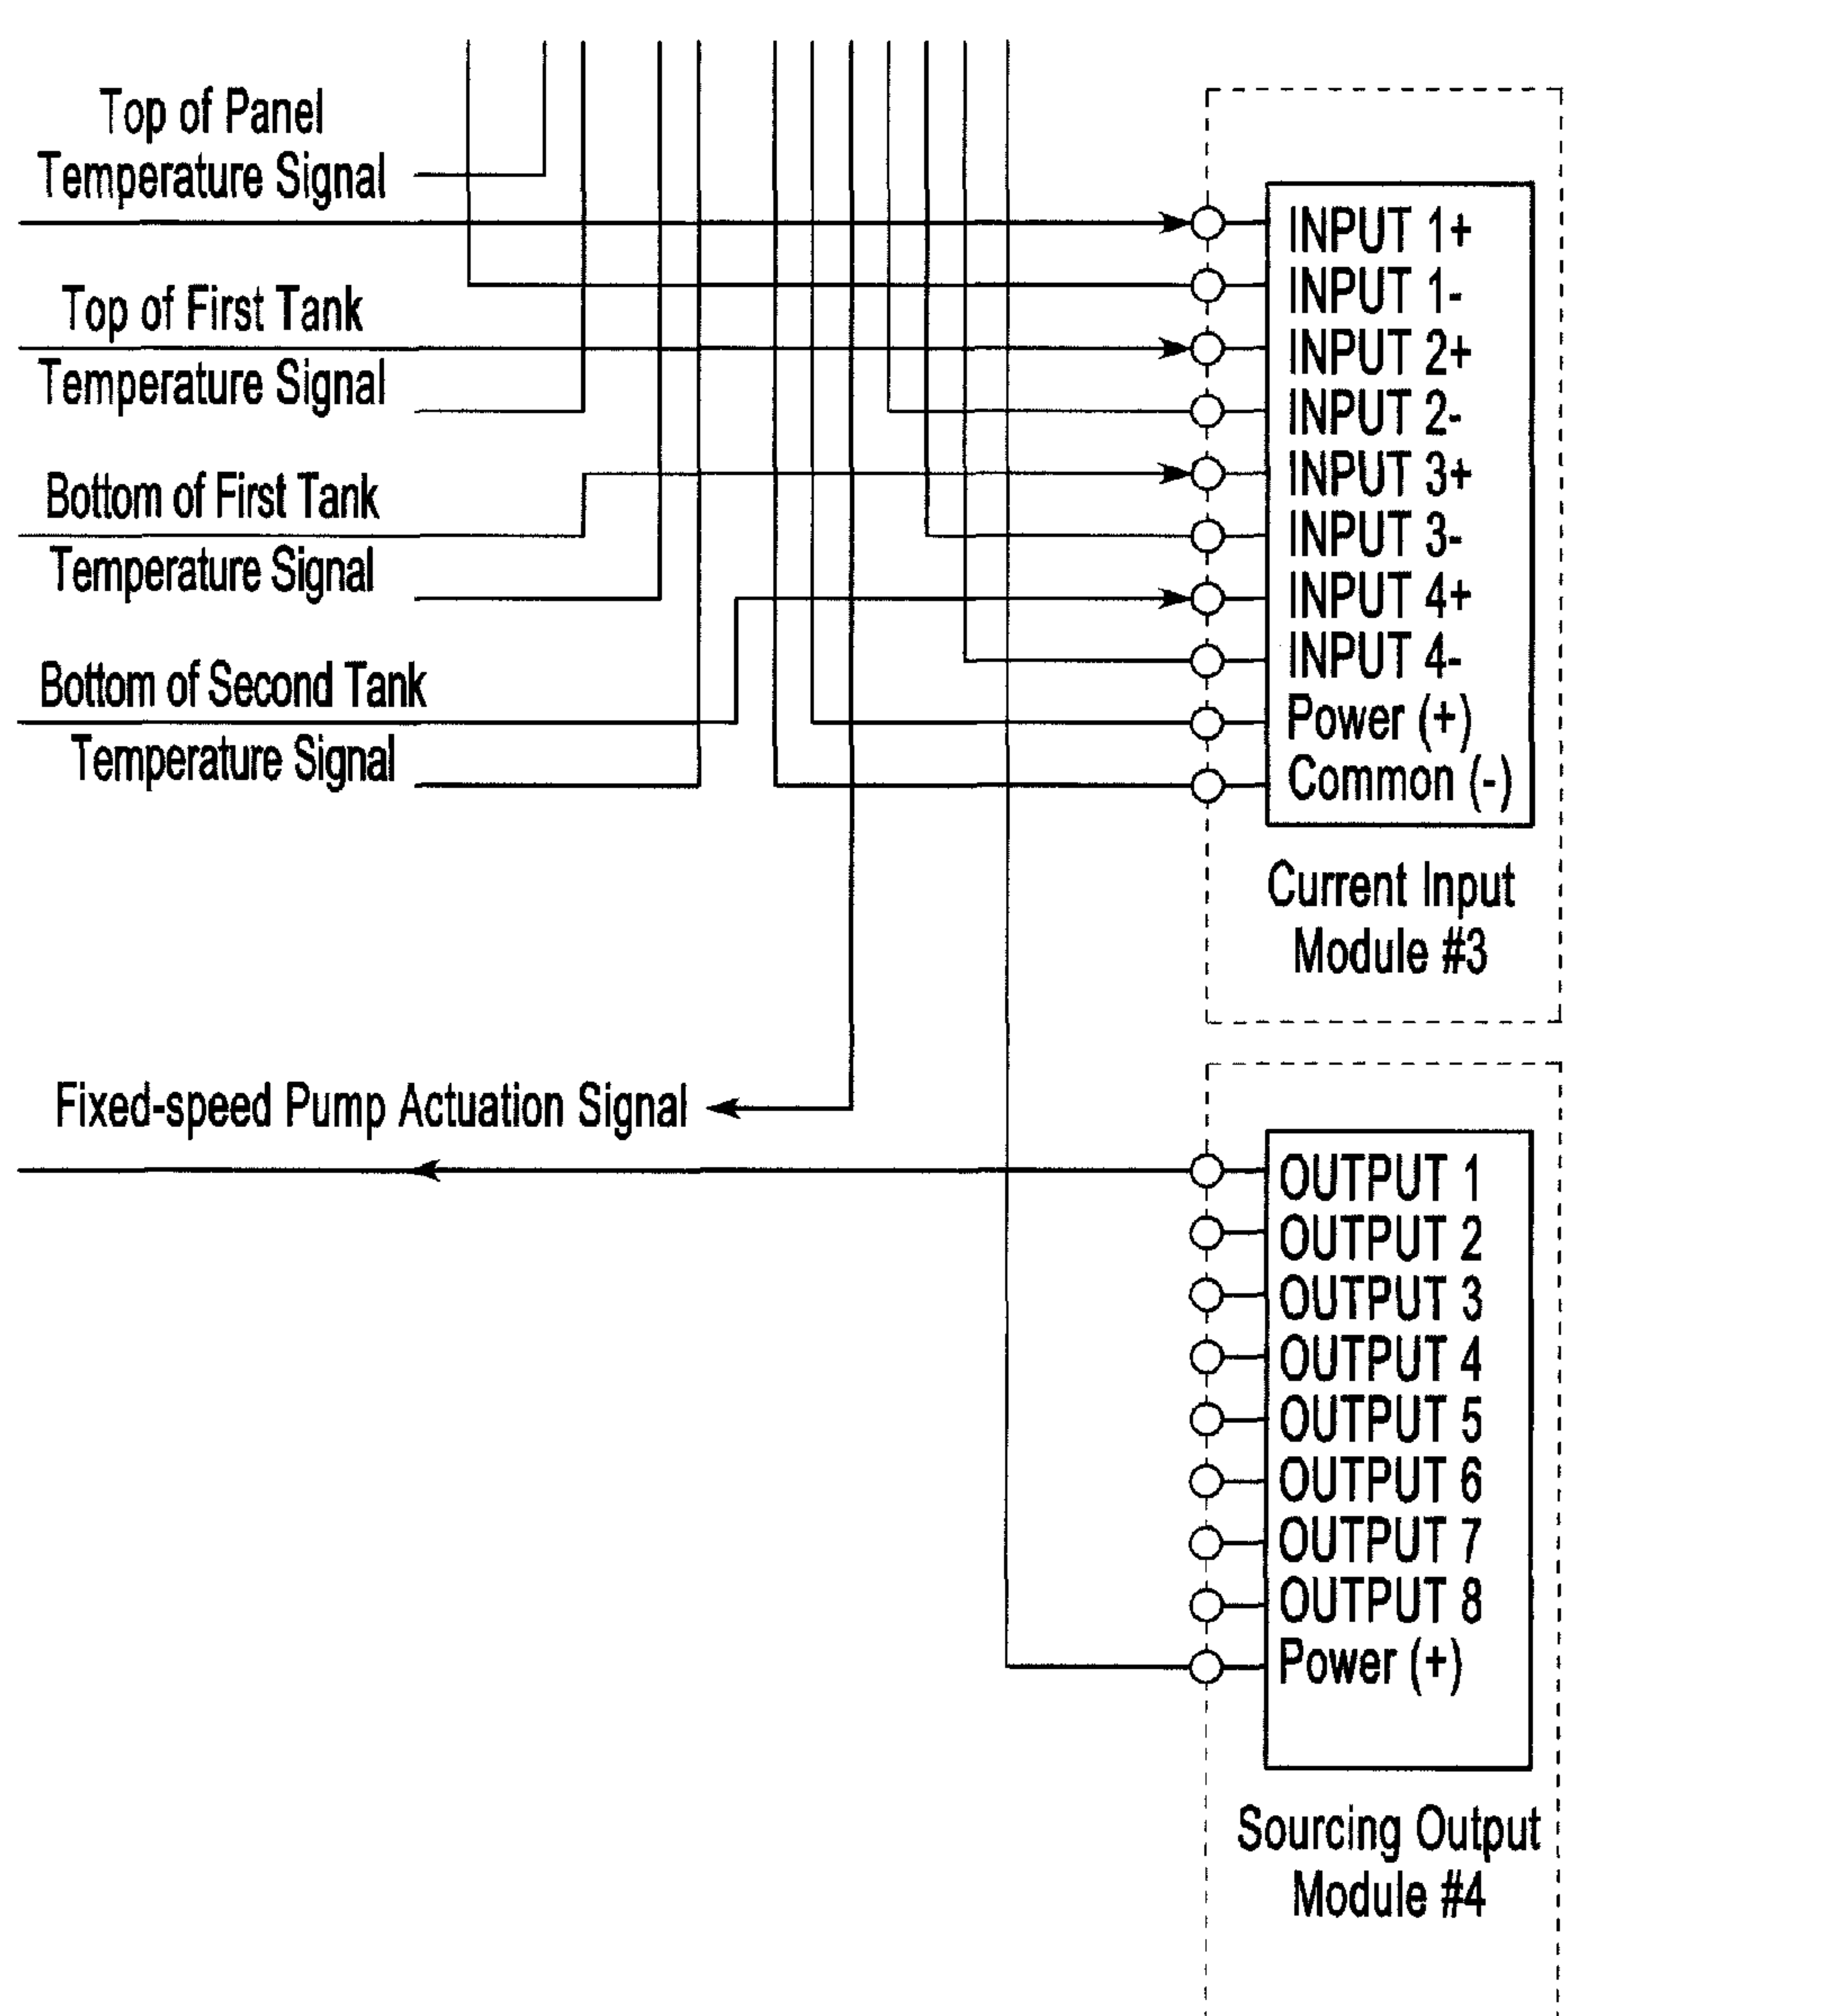 Top of Panel
Temperature Signal
Top of First Tank
Temperature Signal
Bottom of First Tank
Temperature Signal
Bottom of Second Tank
Temperature Signal
INPUT 1+
INPUT 1-
INPUT 2+
INPUT 2-
INPUT 3+
INPUT 3-
INPUT 4+
INPUT 4-
Power (+)
Common (-)
Current Input
Module #3
Fixed-speed Pump Actuation Signal
OUTPUT 1
OUTPUT 2
OUTPUT 3
OUTPUT 4
OUTPUT 5
OUTPUT 6
OUTPUT 7
OUTPUT 8
Power (+)
Sourcing Output
Module #4